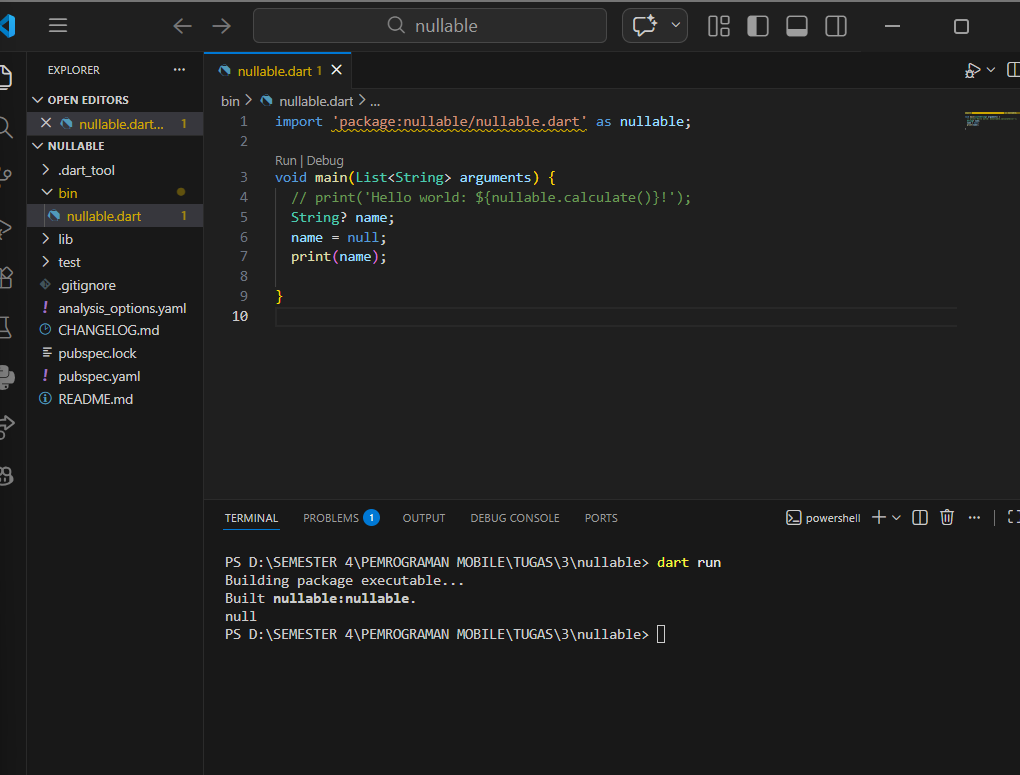 nullable
EXPLORER ...
OPEN EDITORS
nullable.dart... 1
NULLABLE
.dart_tool
bin
nullable.dart 1
lib
test
.gitignore
! analysis_options.yaml
CHANGELOG.md
pubspec.lock
! pubspec.yaml
README.md
nullable.dart 1
bin > nullable.dart > ...
1 import 'package:nullable/nullable.dart' as nullable;
2
Run | Debug
3 void main(List<String> arguments) {
4 // print('Hello world: ${nullable.calculate()}!');
5 String? name;
6 name = null;
7 print(name);
8
9 }
10
TERMINAL PROBLEMS 1 OUTPUT DEBUG CONSOLE PORTS powershell
PS D:\SEMESTER 4\PEMROGRAMAN MOBILE\TUGAS\3\nullable> dart run
Building package executable...
Built nullable:nullable.
null
PS D:\SEMESTER 4\PEMROGRAMAN MOBILE\TUGAS\3\nullable>